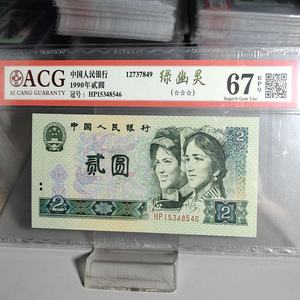 ACG
AI CANG GUARANTY
中国人民银行
1990年贰圆
冠号：HP15348546
12737849
绿幽灵
(☆☆☆)
67
EPQ
Superb Gem Unc
中国人民银行
贰圆
2
2
HP15348546